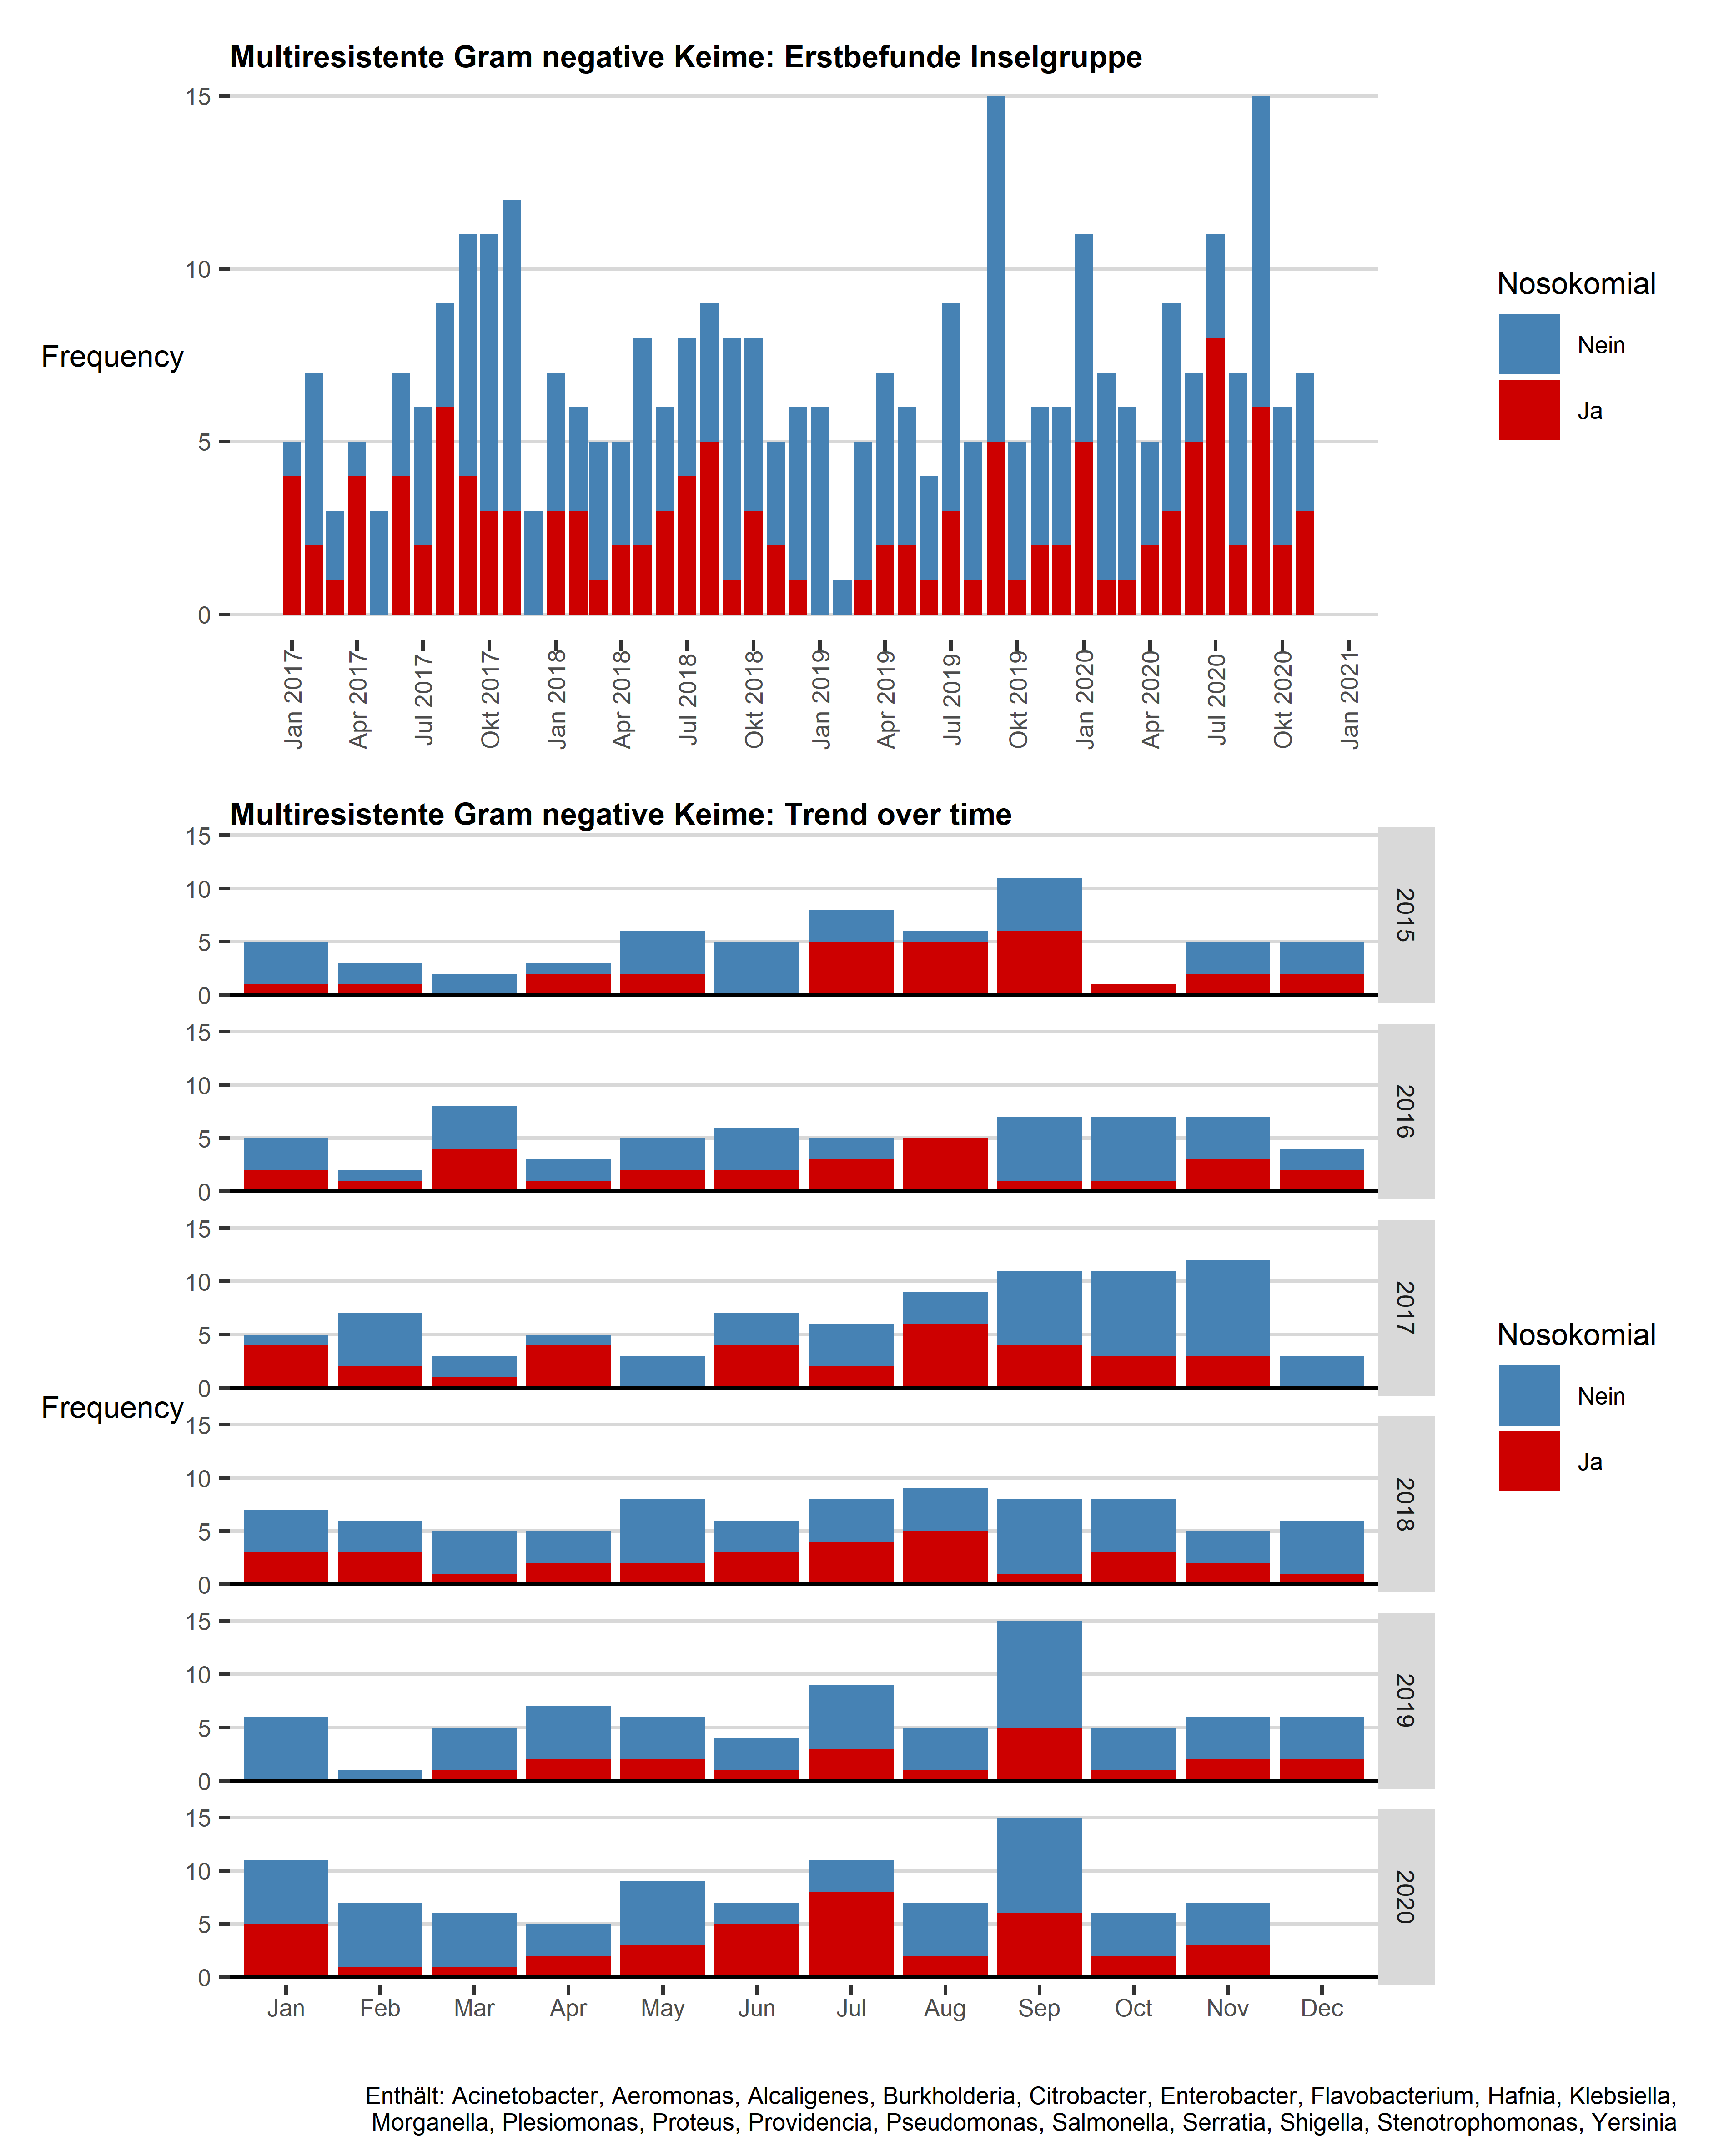 Multiresistente Gram negative Keime: Erstbefunde Inselgruppe
15
10
5
0
Frequency
Jan 2017
Apr 2017
Jul 2017
Okt 2017
Jan 2018
Apr 2018
Jul 2018
Okt 2018
Jan 2019
Apr 2019
Jul 2019
Okt 2019
Jan 2020
Apr 2020
Jul 2020
Okt 2020
Jan 2021
Nosokomial
Nein
Ja
Multiresistente Gram negative Keime: Trend over time
15
10
5
0
2015
15
10
5
0
2016
15
10
5
0
2017
Frequency
15
10
5
0
2018
15
10
5
0
2019
15
10
5
0
2020
Jan Feb Mar Apr May Jun Jul Aug Sep Oct Nov Dec
Nosokomial
Nein
Ja
Enthält: Acinetobacter, Aeromonas, Alcaligenes, Burkholderia, Citrobacter, Enterobacter, Flavobacterium, Hafnia, Klebsiella,
Morganella, Plesiomonas, Proteus, Providencia, Pseudomonas, Salmonella, Serratia, Shigella, Stenotrophomonas, Yersinia